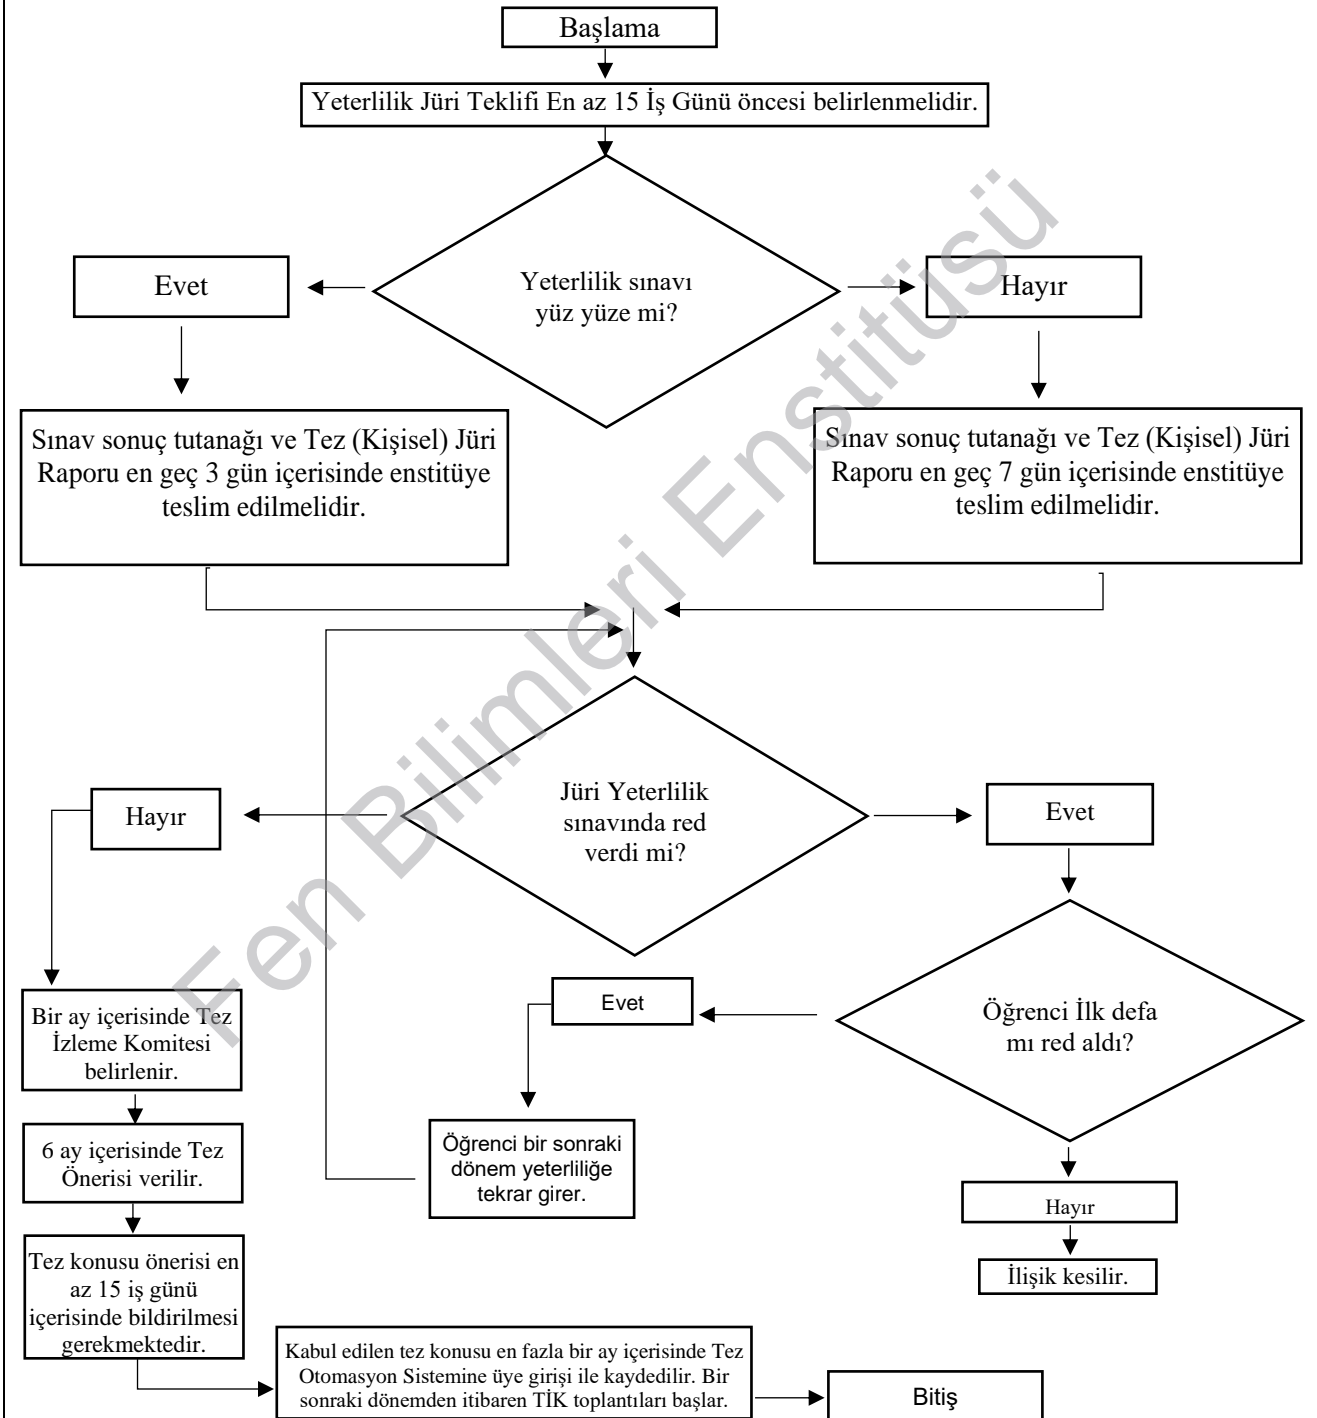 Başlama
Yeterlilik Jüri Teklifi En az 15 İş Günü öncesi belirlenmelidir.
Yeterlilik sınavı
yüz yüze mi?
Evet
Hayır
Sınav sonuç tutanağı ve Tez (Kişisel) Jüri
Raporu en geç 3 gün içerisinde enstitüye
teslim edilmelidir.
Sınav sonuç tutanağı ve Tez (Kişisel) Jüri
Raporu en geç 7 gün içerisinde enstitüye
teslim edilmelidir.
Jüri Yeterlilik
sınavında red
verdi mi?
Hayır
Evet
Öğrenci İlk defa
mı red aldı?
Evet
Bir ay içerisinde Tez
İzleme Komitesi
belirlenir.
6 ay içerisinde Tez
Önerisi verilir.
Öğrenci bir sonraki
dönem yeterliliğe
tekrar girer.
Hayır
İlişik kesilir.
Tez konusu önerisi en
az 15 iş günü
içerisinde bildirilmesi
gerekmektedir.
Kabul edilen tez konusu en fazla bir ay içerisinde Tez
Otomasyon Sistemine üye girişi ile kaydedilir. Bir
sonraki dönemden itibaren TİK toplantıları başlar.
Bitiş
Fen Bilimleri Enstitüsü